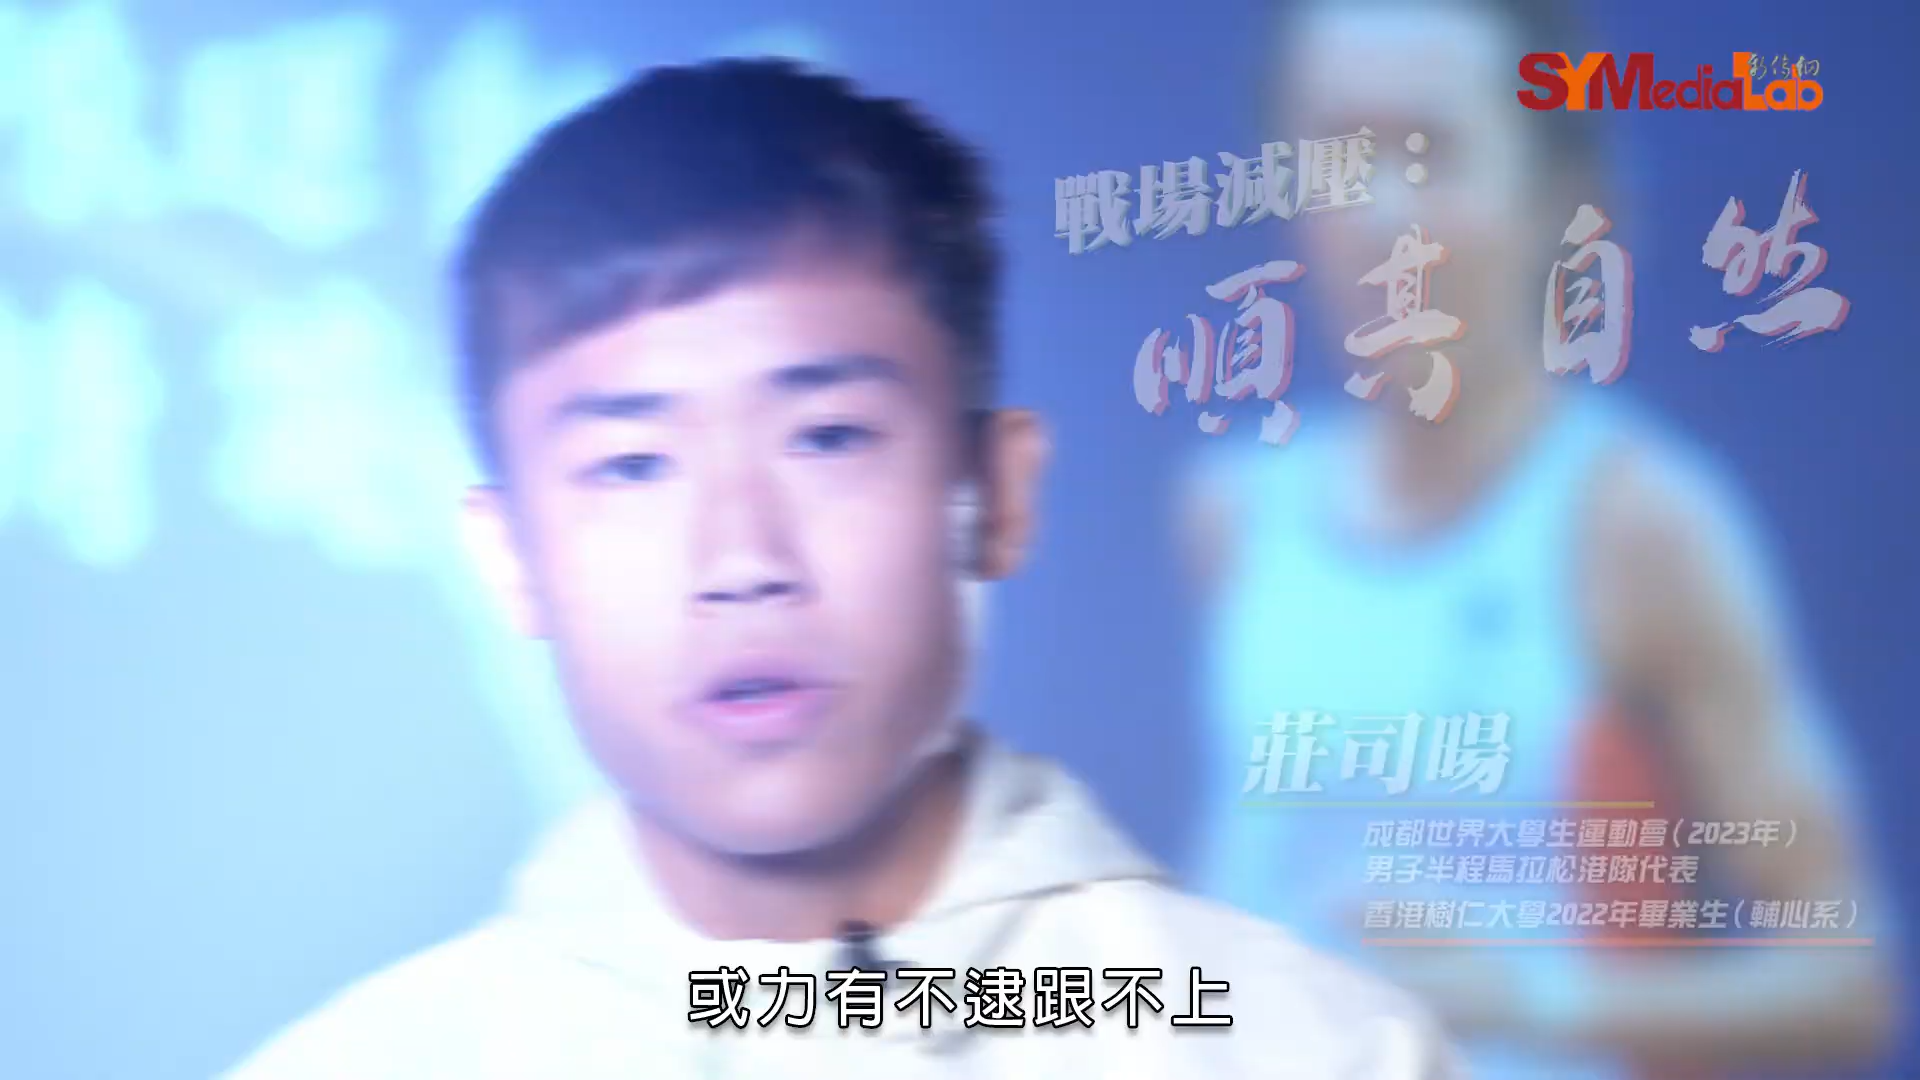 SYMediaLab 新傳網
戰場減壓：
順其自然
莊司暘
成都世界大學生運動會（2023年）
男子半程馬拉松港隊代表
香港樹仁大學2022年畢業生（輔心系）
或力有不逮跟不上